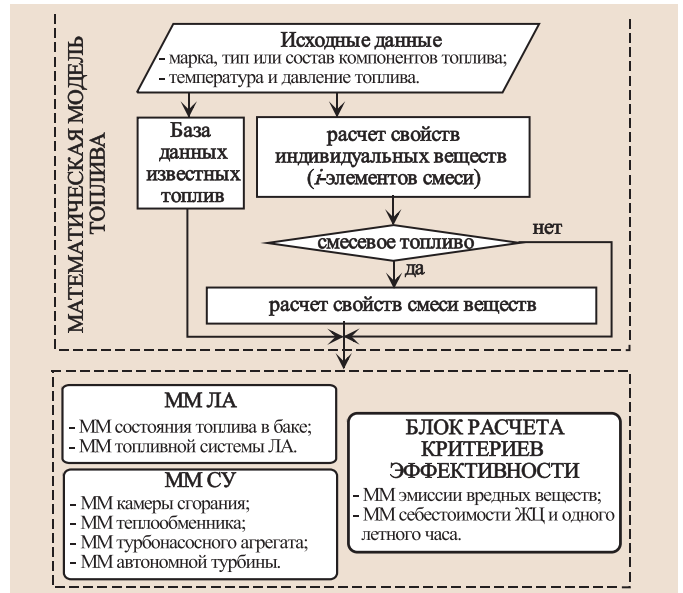 МАТЕМАТИЧЕСКАЯ МОДЕЛЬ
ТОПЛИВА
Исходные данные
- марка, тип или состав компонентов топлива;
- температура и давление топлива.
База
данных
известных
топлив
расчет свойств
индивидуальных веществ
(i-элементов смеси)
смесевое топливо
нет
да
расчет свойств смеси веществ
ММ ЛА
- ММ состояния топлива в баке;
- ММ топливной системы ЛА.
ММ СУ
- ММ камеры сгорания;
- ММ теплообменника;
- ММ турбонасосного агрегата;
- ММ автономной турбины.
БЛОК РАСЧЕТА
КРИТЕРИЕВ
ЭФФЕКТИВНОСТИ
- ММ эмиссии вредных веществ;
- ММ себестоимости ЖЦ и одного
летного часа.